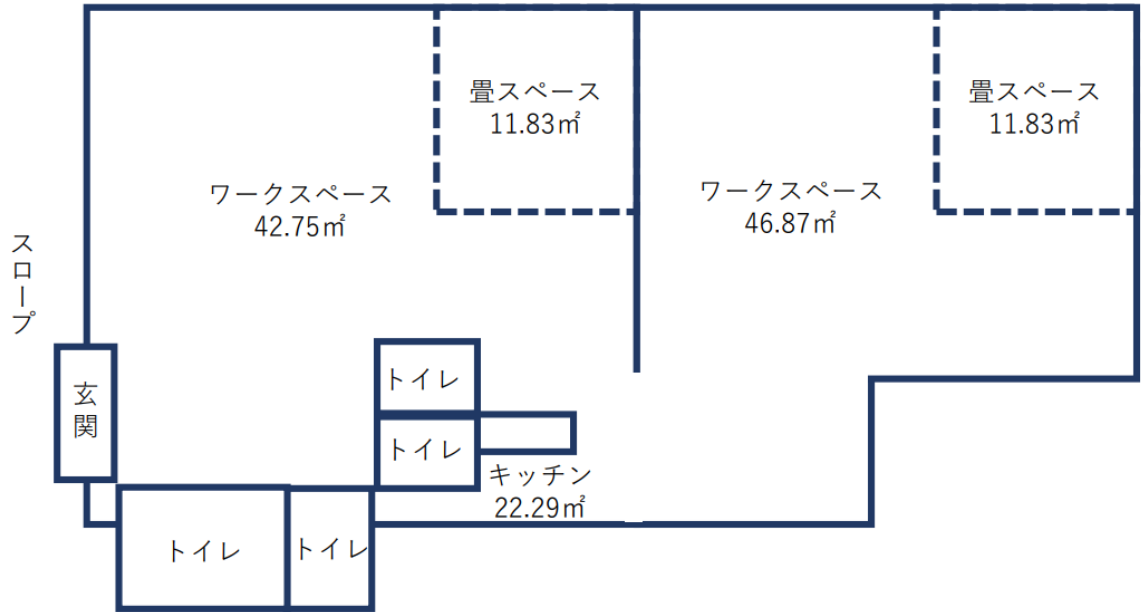 畳スペース
11.83㎡
畳スペース
11.83㎡
ワークスペース
42.75㎡
ワークスペース
46.87㎡
スロープ
玄関
トイレ
トイレ
キッチン
22.29㎡
トイレ
トイレ